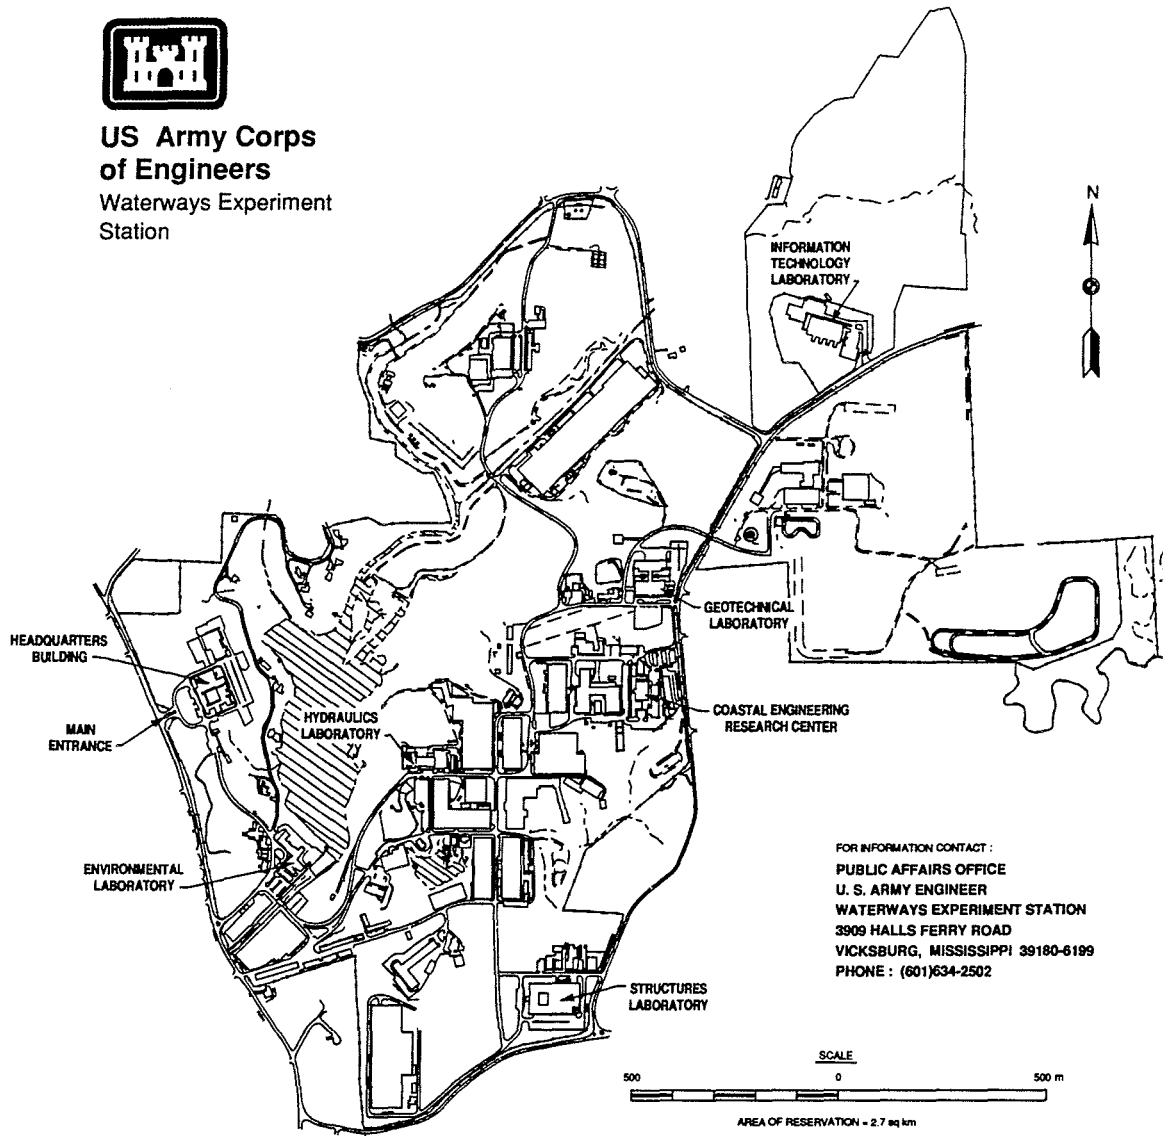 US Army Corps
of Engineers
Waterways Experiment
Station
N
INFORMATION
TECHNOLOGY
LABORATORY
GEOTECHNICAL
LABORATORY
HEADQUARTERS
BUILDING
MAIN
ENTRANCE
HYDRAULICS
LABORATORY
COASTAL ENGINEERING
RESEARCH CENTER
ENVIRONMENTAL
LABORATORY
STRUCTURES
LABORATORY
FOR INFORMATION CONTACT :
PUBLIC AFFAIRS OFFICE
U. S. ARMY ENGINEER
WATERWAYS EXPERIMENT STATION
3909 HALLS FERRY ROAD
VICKSBURG, MISSISSIPPI 39180-6199
PHONE : (601)634-2502
SCALE
500 0 500 m
AREA OF RESERVATION = 2.7 sq km